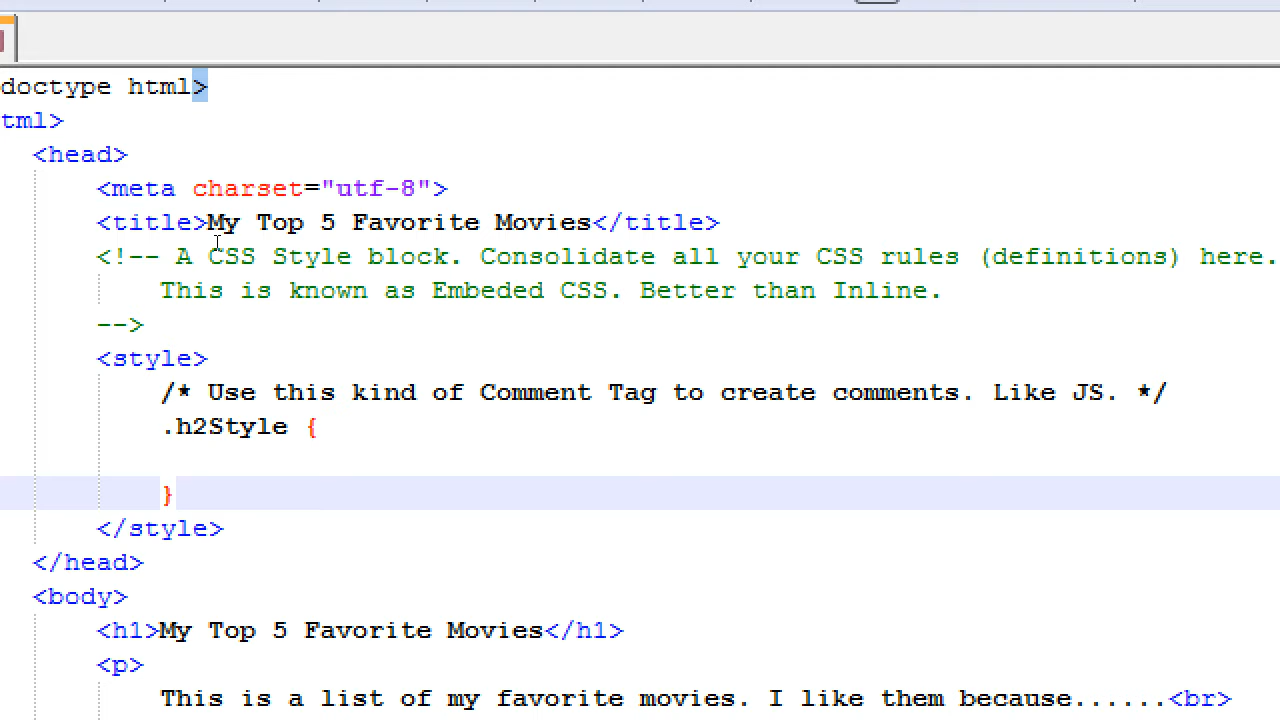 doctype html>
tml>
<head>
<meta charset="utf-8">
<title>My Top 5 Favorite Movies</title>
<!-- A CSS Style block. Consolidate all your CSS rules (definitions) here.
This is known as Embeded CSS. Better than Inline.
-->
<style>
/* Use this kind of Comment Tag to create comments. Like JS. */
.h2Style {
}
</style>
</head>
<body>
<h1>My Top 5 Favorite Movies</h1>
<p>
This is a list of my favorite movies. I like them because......<br>